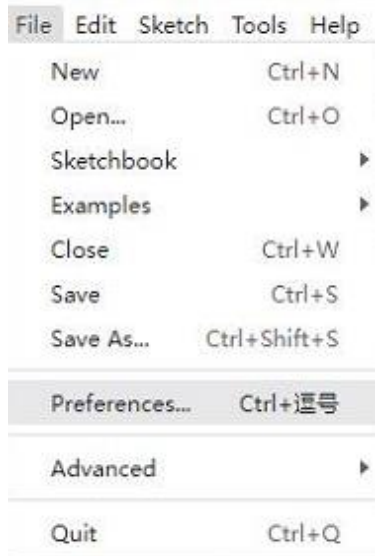 File Edit Sketch Tools Help
New Ctrl+N
Open... Ctrl+O
Sketchbook
Examples
Close Ctrl+W
Save Ctrl+S
Save As... Ctrl+Shift+S
Preferences... Ctrl+逗号
Advanced
Quit Ctrl+Q